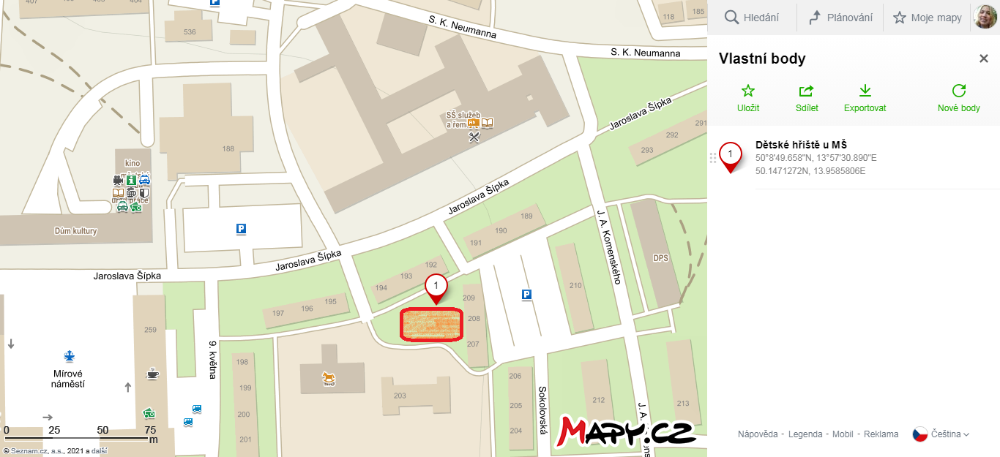 407
405
403
404
P
536
118
185
S. K. Neumanna
S. K. Neumanna
Hledání
Plánování
Moje mapy
Vlastní body
Uložit
Sdílet
Exportovat
Nové body
1
Dětské hřiště u MŠ
50°8'49.658"N, 13°57'30.890"E
50.1471272N, 13.9585806E
SŠ služeb
a řem
Jaroslava Šípka
291
292
293
188
kino
práce
Dům kultury
P
Jaroslava Šípka
189
190
191
J. A. Komenského
DPS
Jaroslava Šípka
Jaroslava Šípka
192
193
194
1
195
196
197
209
208
207
P
210
259
9. května
Mírové
náměstí
198
199
200
201
MŠ
203
206
205
204
Sokolovská
212
213
J. A.
0 25 50 75
m
Mapy.cz
© Seznam.cz, a.s., 2021 a další
Nápověda • Legenda • Mobil • Reklama
Čeština